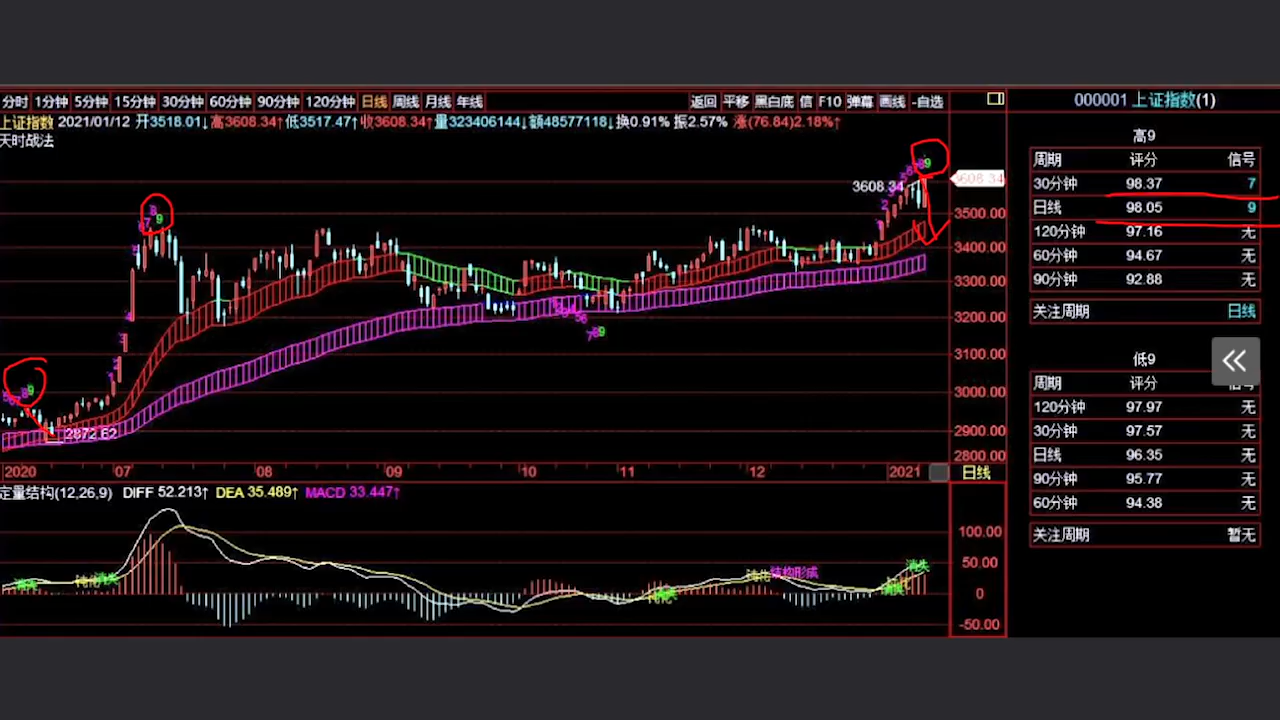 分时 1分钟 5分钟 15分钟 30分钟 60分钟 90分钟 120分钟 日线 周线 月线 年线 返回 平移 黑白底 信 F10 弹幕 画线 -自选
上证指数 2021/01/12 开3518.01↓ 高3608.34↑ 低3517.47↑ 收3608.34↑ 量323406144↓ 额48577118↓ 换0.91% 振2.57% 涨(76.84)2.18%↑
天时战法
3608.34
3608.34
3500.00
3400.00
3300.00
3200.00
3100.00
3000.00
2900.00
2800.00
2872.62
2020 07 08 09 10 11 12 2021 日线
定量结构(12,26,9) DIFF 52.213↑ DEA 35.489↑ MACD 33.447↑
100.00
50.00
0
-50.00
钝化 消失
钝化
钝化 结构形成
消失
000001 上证指数(1)
高9
周期 评分 信号
30分钟 98.37 7
日线 98.05 9
120分钟 97.16 无
60分钟 94.67 无
90分钟 92.88 无
关注周期 日线
低9
周期 评分 信号
120分钟 97.97 无
30分钟 97.57 无
日线 96.35 无
90分钟 95.77 无
60分钟 94.38 无
关注周期 暂无